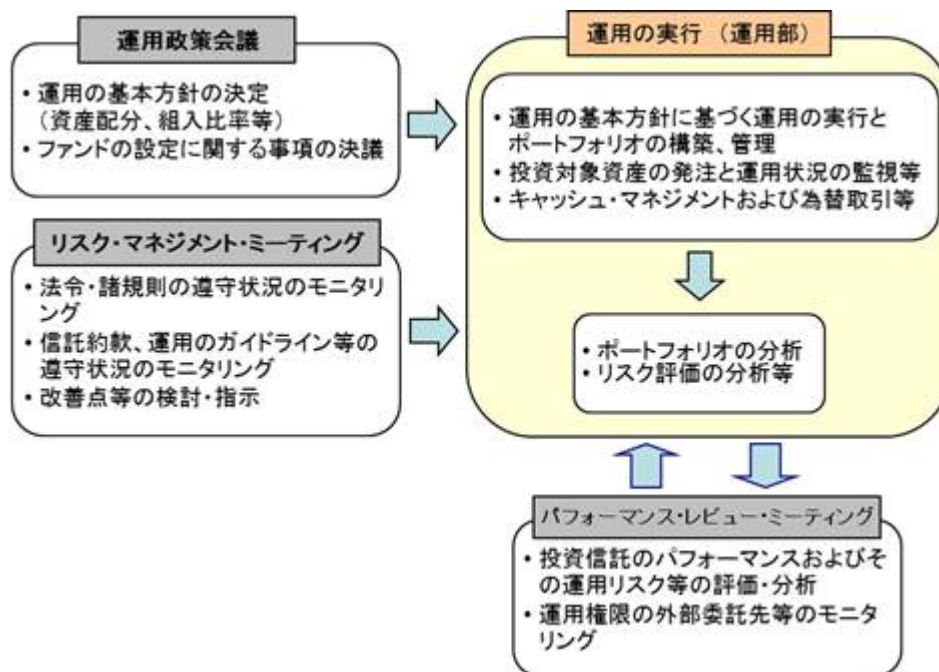 運用政策会議
• 運用の基本方針の決定
（資産配分、組入比率等）
• ファンドの設定に関する事項の決議
リスク・マネジメント・ミーティング
• 法令・諸規則の遵守状況のモニタリ
ング
• 信託約款、運用のガイドライン等の
遵守状況のモニタリング
• 改善点等の検討・指示
運用の実行 （運用部）
• 運用の基本方針に基づく運用の実行と
ポートフォリオの構築、管理
• 投資対象資産の発注と運用状況の監視等
• キャッシュ・マネジメントおよび為替取引等
• ポートフォリオの分析
• リスク評価の分析等
パフォーマンス・レビュー・ミーティング
• 投資信託のパフォーマンスおよびそ
の運用リスク等の評価・分析
• 運用権限の外部委託先等のモニタ
リング